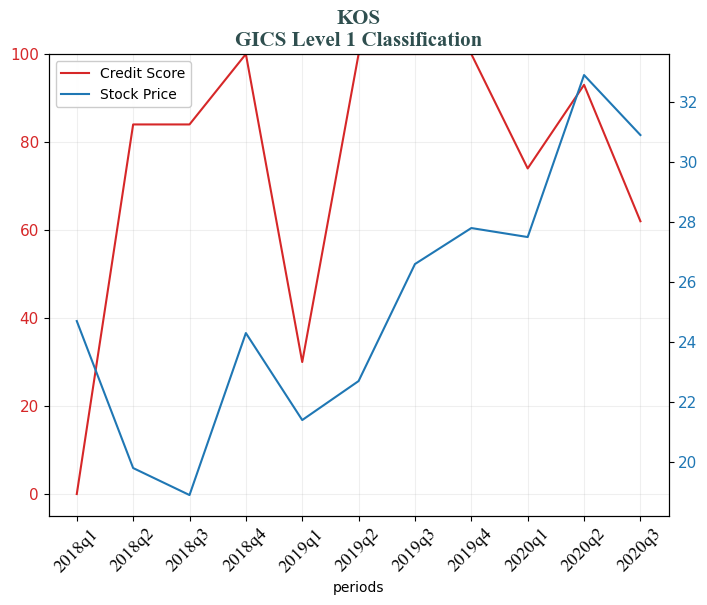 KOS
GICS Level 1 Classification
Credit Score
Stock Price
100
80
60
40
20
0
32
30
28
26
24
22
20
2018q1
2018q2
2018q3
2018q4
2019q1
2019q2
2019q3
2019q4
2020q1
2020q2
2020q3
periods